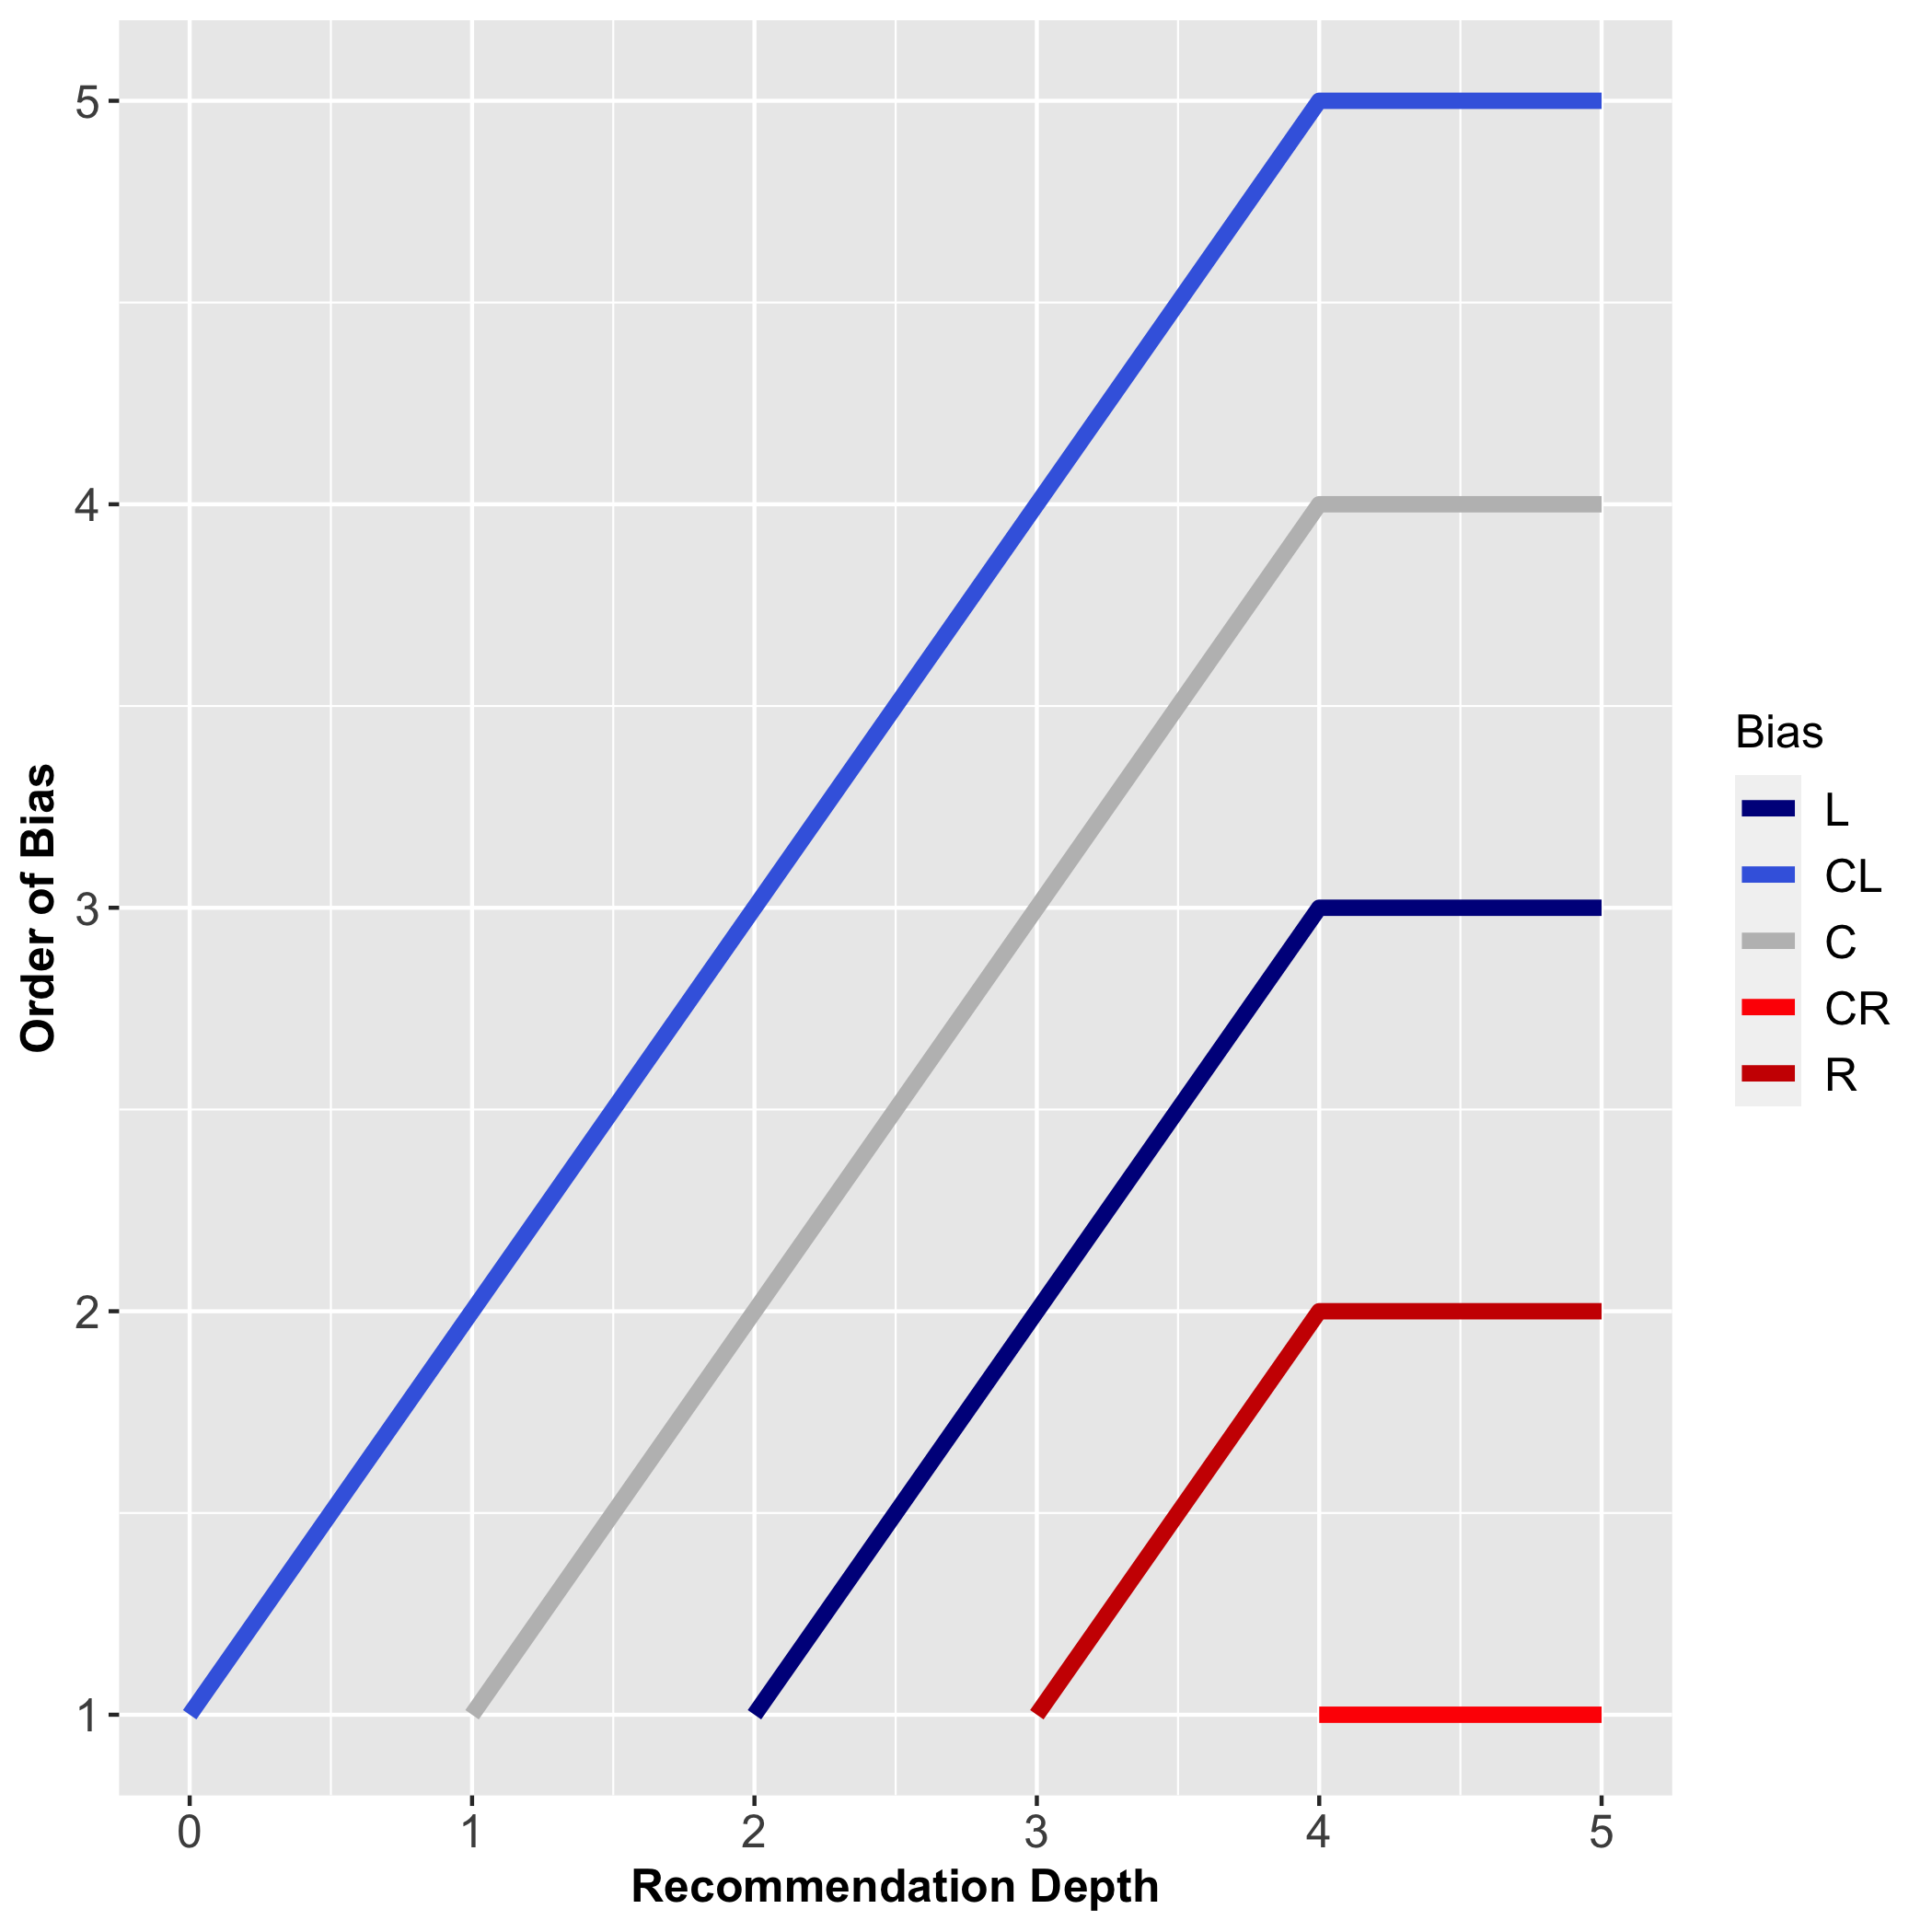 Order of Bias
5
4
3
2
1
0 1 2 3 4 5
Recommendation Depth
Bias
L
CL
C
CR
R